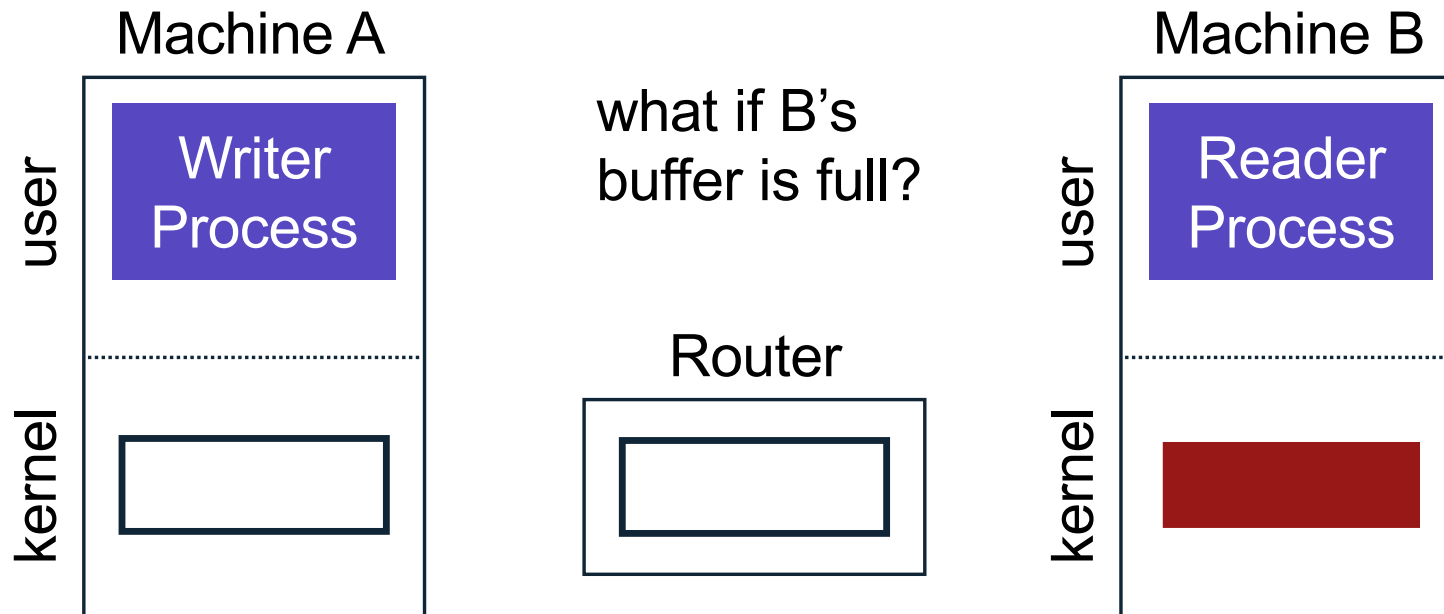 Machine A
Machine B
what if B’s
buffer is full?
user
Writer
Process
user
Reader
Process
Router
kernel
kernel